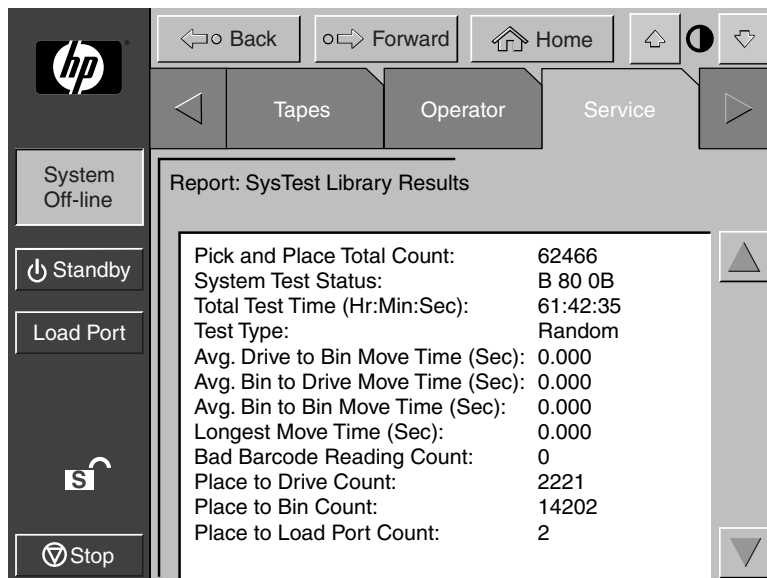 hp
Back Forward Home
Tapes Operator Service
System
Off-line
Report: SysTest Library Results
Standby
Load Port
S
Stop
Pick and Place Total Count: 62466
System Test Status: B 80 0B
Total Test Time (Hr:Min:Sec): 61:42:35
Test Type: Random
Avg. Drive to Bin Move Time (Sec): 0.000
Avg. Bin to Drive Move Time (Sec): 0.000
Avg. Bin to Bin Move Time (Sec): 0.000
Longest Move Time (Sec): 0.000
Bad Barcode Reading Count: 0
Place to Drive Count: 2221
Place to Bin Count: 14202
Place to Load Port Count: 2